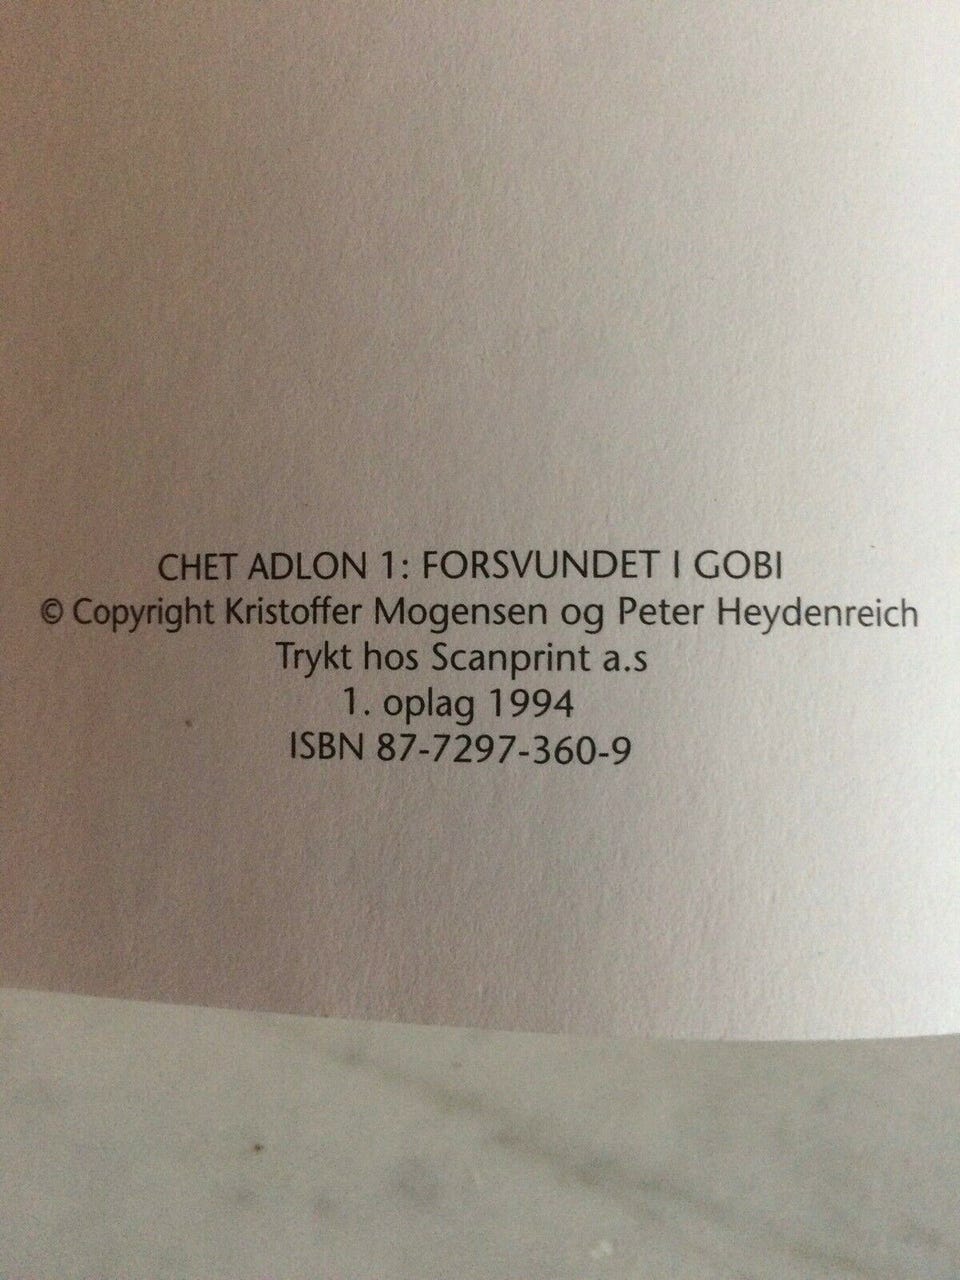 CHET ADLON 1: FORSVUNDET I GOBI
© Copyright Kristoffer Mogensen og Peter Heydenreich
Trykt hos Scanprint a.s
1. oplag 1994
ISBN 87-7297-360-9